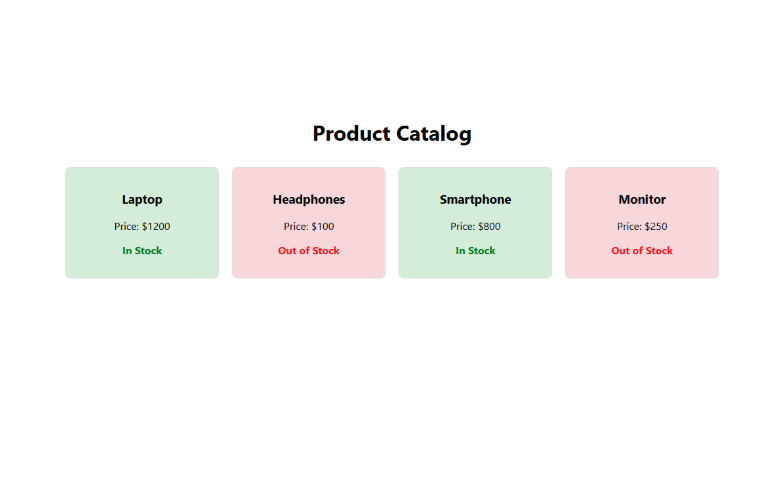 Product Catalog
Laptop
Price: $1200
In Stock
Headphones
Price: $100
Out of Stock
Smartphone
Price: $800
In Stock
Monitor
Price: $250
Out of Stock